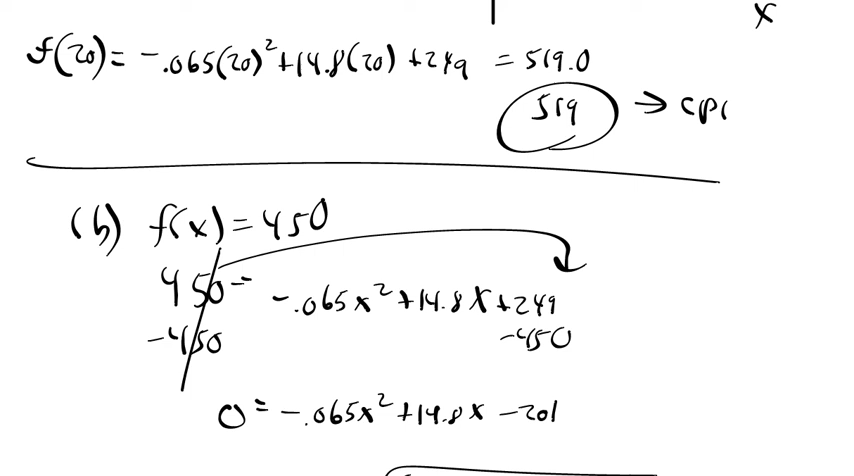 x
f(20) = -.065(20)² + 14.8(20) + 249 = 519.0
519 → cpi
(b) f(x) = 450
450 = -.065x² + 14.8x + 249
-450 -450
0 = -.065x² + 14.8x - 201